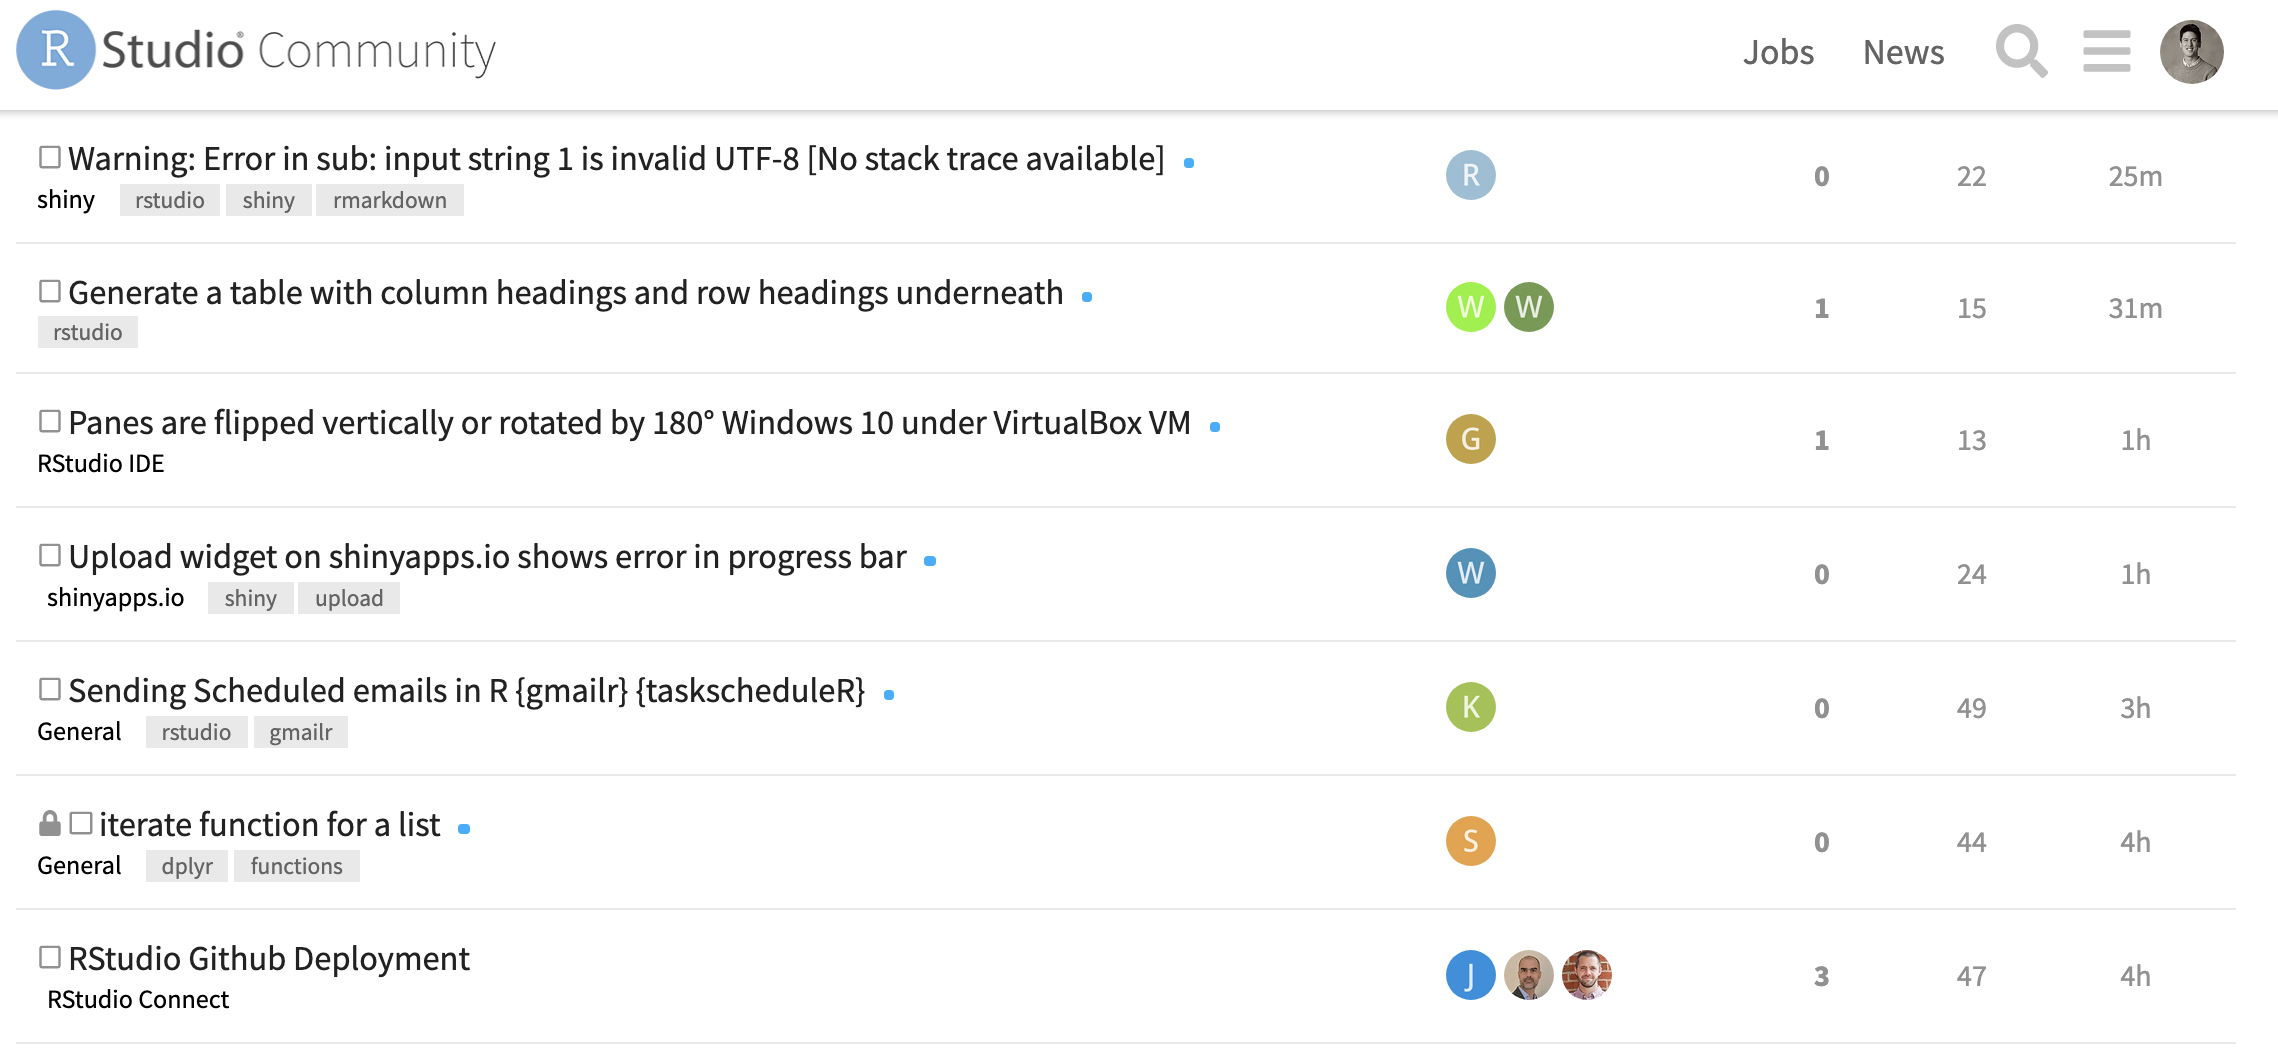 R Studio® Community Jobs News
Warning: Error in sub: input string 1 is invalid UTF-8 [No stack trace available] R 0 22 25m
shiny rstudio shiny rmarkdown
Generate a table with column headings and row headings underneath W W 1 15 31m
rstudio
Panes are flipped vertically or rotated by 180° Windows 10 under VirtualBox VM G 1 13 1h
RStudio IDE
Upload widget on shinyapps.io shows error in progress bar W 0 24 1h
shinyapps.io shiny upload
Sending Scheduled emails in R {gmailr} {taskscheduleR} K 0 49 3h
General rstudio gmailr
iterate function for a list S 0 44 4h
General dplyr functions
RStudio Github Deployment J 3 47 4h
RStudio Connect